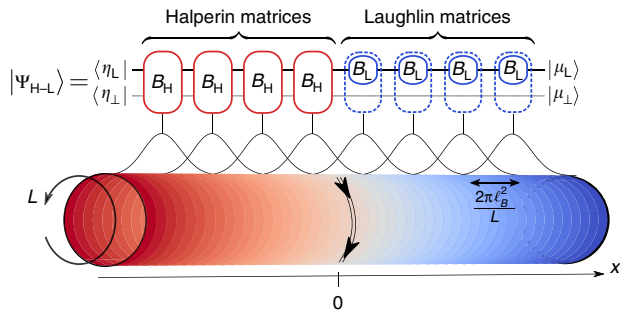 Halperin matrices Laughlin matrices
|Ψ_H–L⟩ = ⟨η_L| B_H B_H B_H B_H B_L B_L B_L B_L |μ_L⟩
⟨η_⊥| |μ_⊥⟩
L
2πℓ_B^2
L
x
0